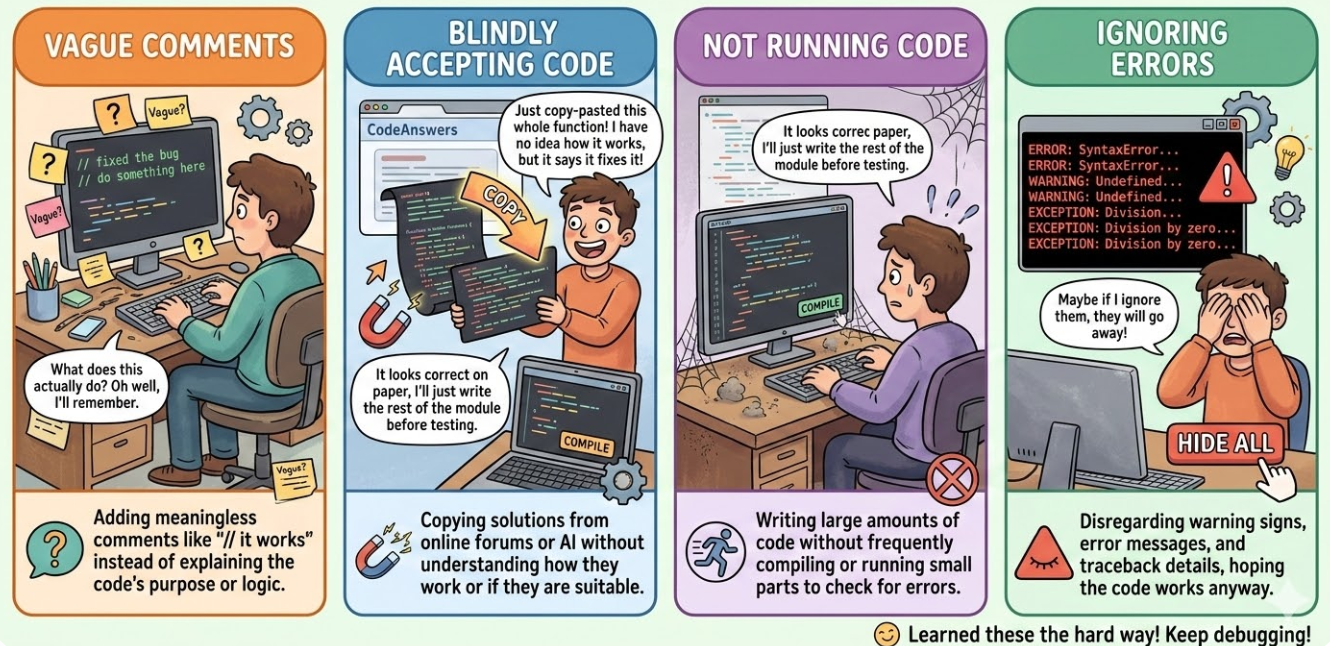 VAGUE COMMENTS
?
Vague?
?
// fixed the bug
// do something here
Vague?
?
What does this
actually do? Oh well,
I'll remember.
Vogus?
?
Adding meaningless
comments like "// it works"
instead of explaining the
code's purpose or logic.
BLINDLY
ACCEPTING CODE
CodeAnswers
Just copy-pasted this
whole function! I have
no idea how it works,
but it says it fixes it!
COPY
It looks correct on
paper, I'll just write
the rest of the module
before testing.
COMPILE
Copying solutions from
online forums or AI without
understanding how they
work or if they are suitable.
NOT RUNNING CODE
It looks correc paper,
I'll just write the rest of the
module before testing.
COMPILE
Writing large amounts of
code without frequently
compiling or running small
parts to check for errors.
IGNORING
ERRORS
ERROR: SyntaxError...
ERROR: SyntaxError...
WARNING: Undefined...
WARNING: Undefined...
EXCEPTION: Division...
EXCEPTION: Division by zero...
EXCEPTION: Division by zero...
!
Maybe if I ignore
them, they will go
away!
HIDE ALL
Disregarding warning signs,
error messages, and
traceback details, hoping
the code works anyway.
Learned these the hard way! Keep debugging!